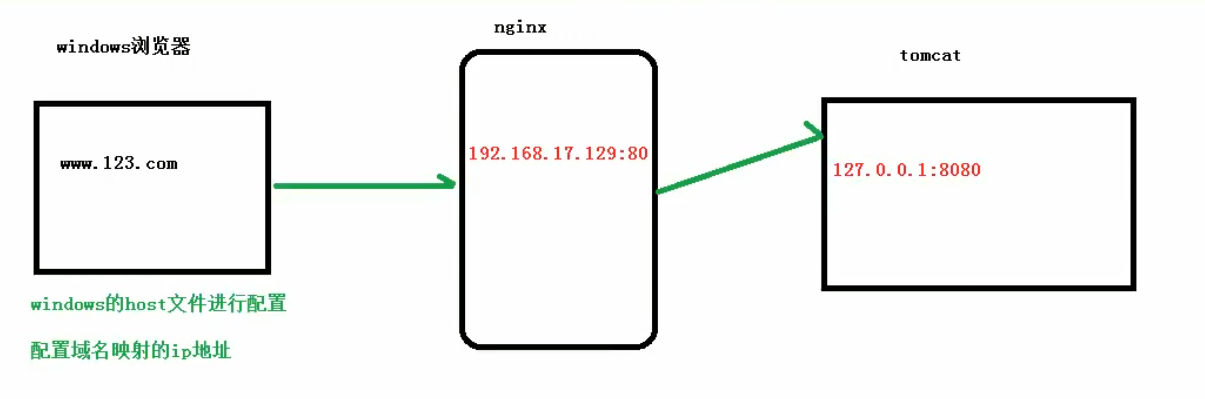 windows浏览器
www.123.com
windows的host文件进行配置
配置域名映射的ip地址
nginx
192.168.17.129:80
tomcat
127.0.0.1:8080